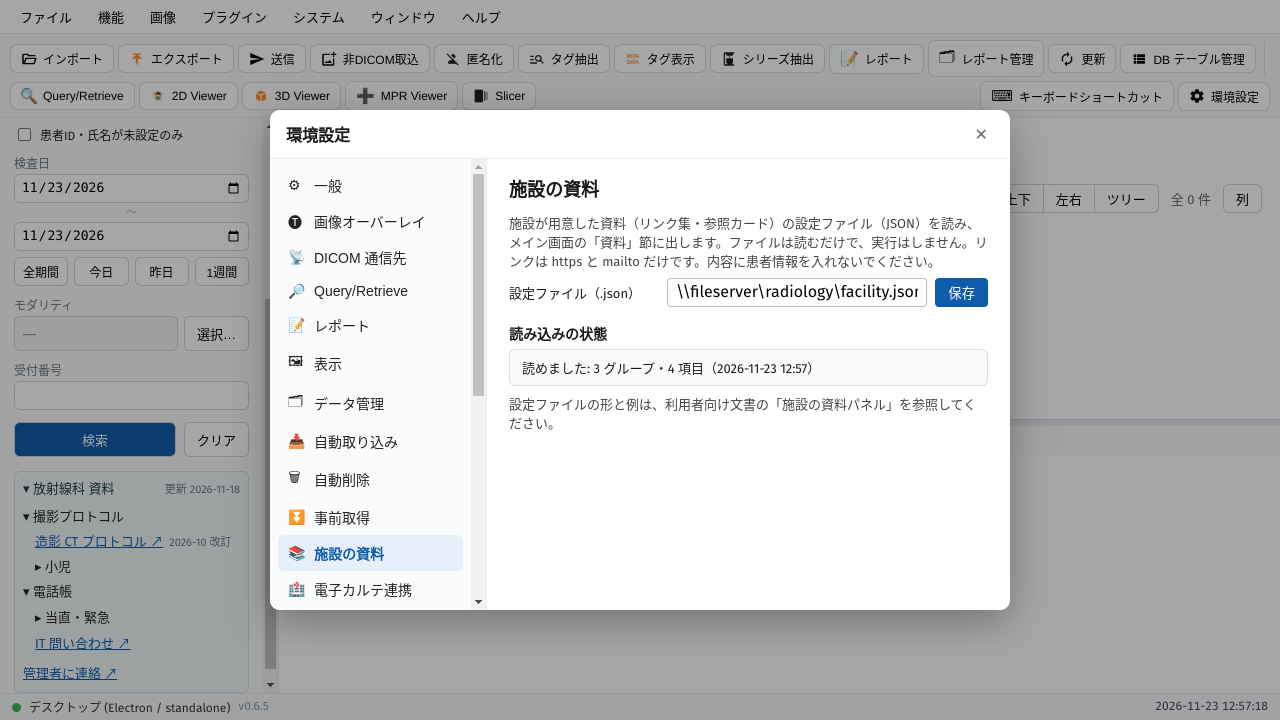 ファイル 機能 画像 プラグイン システム ウィンドウ ヘルプ
インポート エクスポート 送信 非DICOM取込 匿名化 タグ抽出 タグ表示 シリーズ抽出 レポート レポート管理 更新 DB テーブル管理
Query/Retrieve 2D Viewer 3D Viewer MPR Viewer Slicer キーボードショートカット 環境設定
患者ID・氏名が未設定のみ
検査日
11/23/2026
～
11/23/2026
全期間 今日 昨日 1週間
モダリティ
— 選択...
受付番号
検索 クリア
▾ 放射線科 資料 更新 2026-11-18
▾ 撮影プロトコル
造影 CT プロトコル ↗ 2026-10 改訂
▸ 小児
▾ 電話帳
▸ 当直・緊急
IT 問い合わせ ↗
管理者に連絡 ↗
上下 左右 ツリー 全 0 件 列
環境設定 ✕
一般
画像オーバーレイ
DICOM 通信先
Query/Retrieve
レポート
表示
データ管理
自動取り込み
自動削除
事前取得
施設の資料
電子カルテ連携
施設の資料
施設が用意した資料（リンク集・参照カード）の設定ファイル（JSON）を読み、
メイン画面の「資料」節に出します。ファイルは読むだけで、実行はしません。リ
ンクは https と mailto だけです。内容に患者情報を入れないでください。
設定ファイル（.json） \\fileserver\radiology\facility.json 保存
読み込みの状態
読めました: 3 グループ・4 項目（2026-11-23 12:57）
設定ファイルの形と例は、利用者向け文書の「施設の資料パネル」を参照してく
ださい。
デスクトップ (Electron / standalone) v0.6.5 2026-11-23 12:57:18